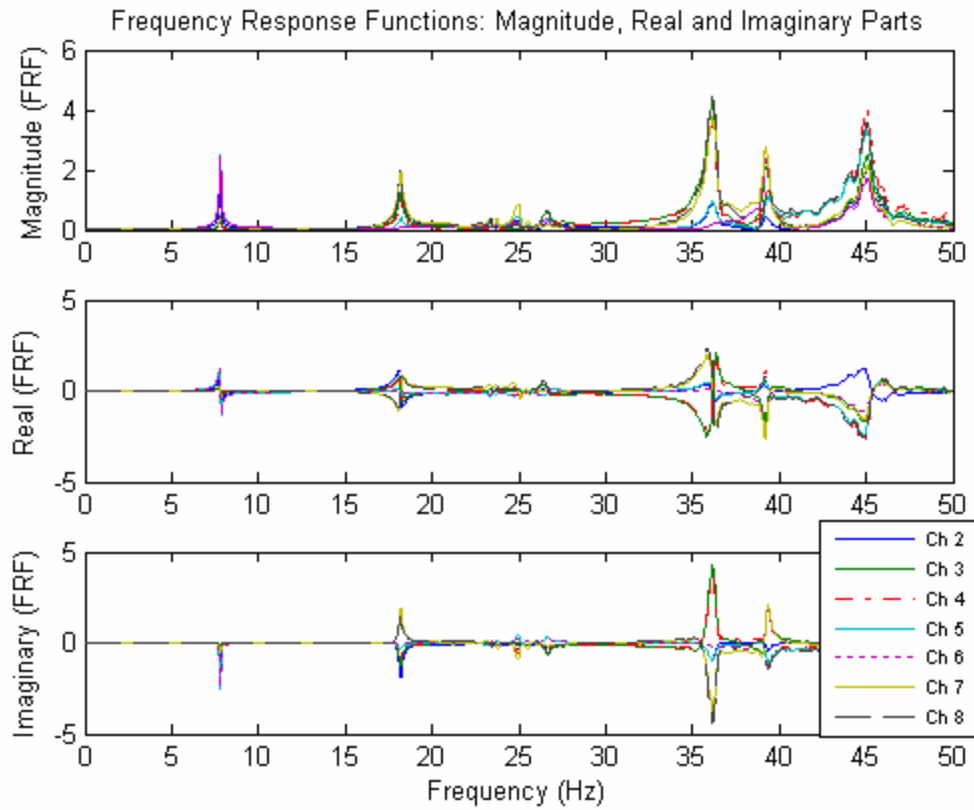 Frequency Response Functions: Magnitude, Real and Imaginary Parts
Magnitude (FRF)
6
4
2
0
0 5 10 15 20 25 30 35 40 45 50
Real (FRF)
5
0
-5
0 5 10 15 20 25 30 35 40 45 50
Imaginary (FRF)
5
0
-5
0 5 10 15 20 25 30 35 40 45 50
Frequency (Hz)
Ch 2
Ch 3
Ch 4
Ch 5
Ch 6
Ch 7
Ch 8